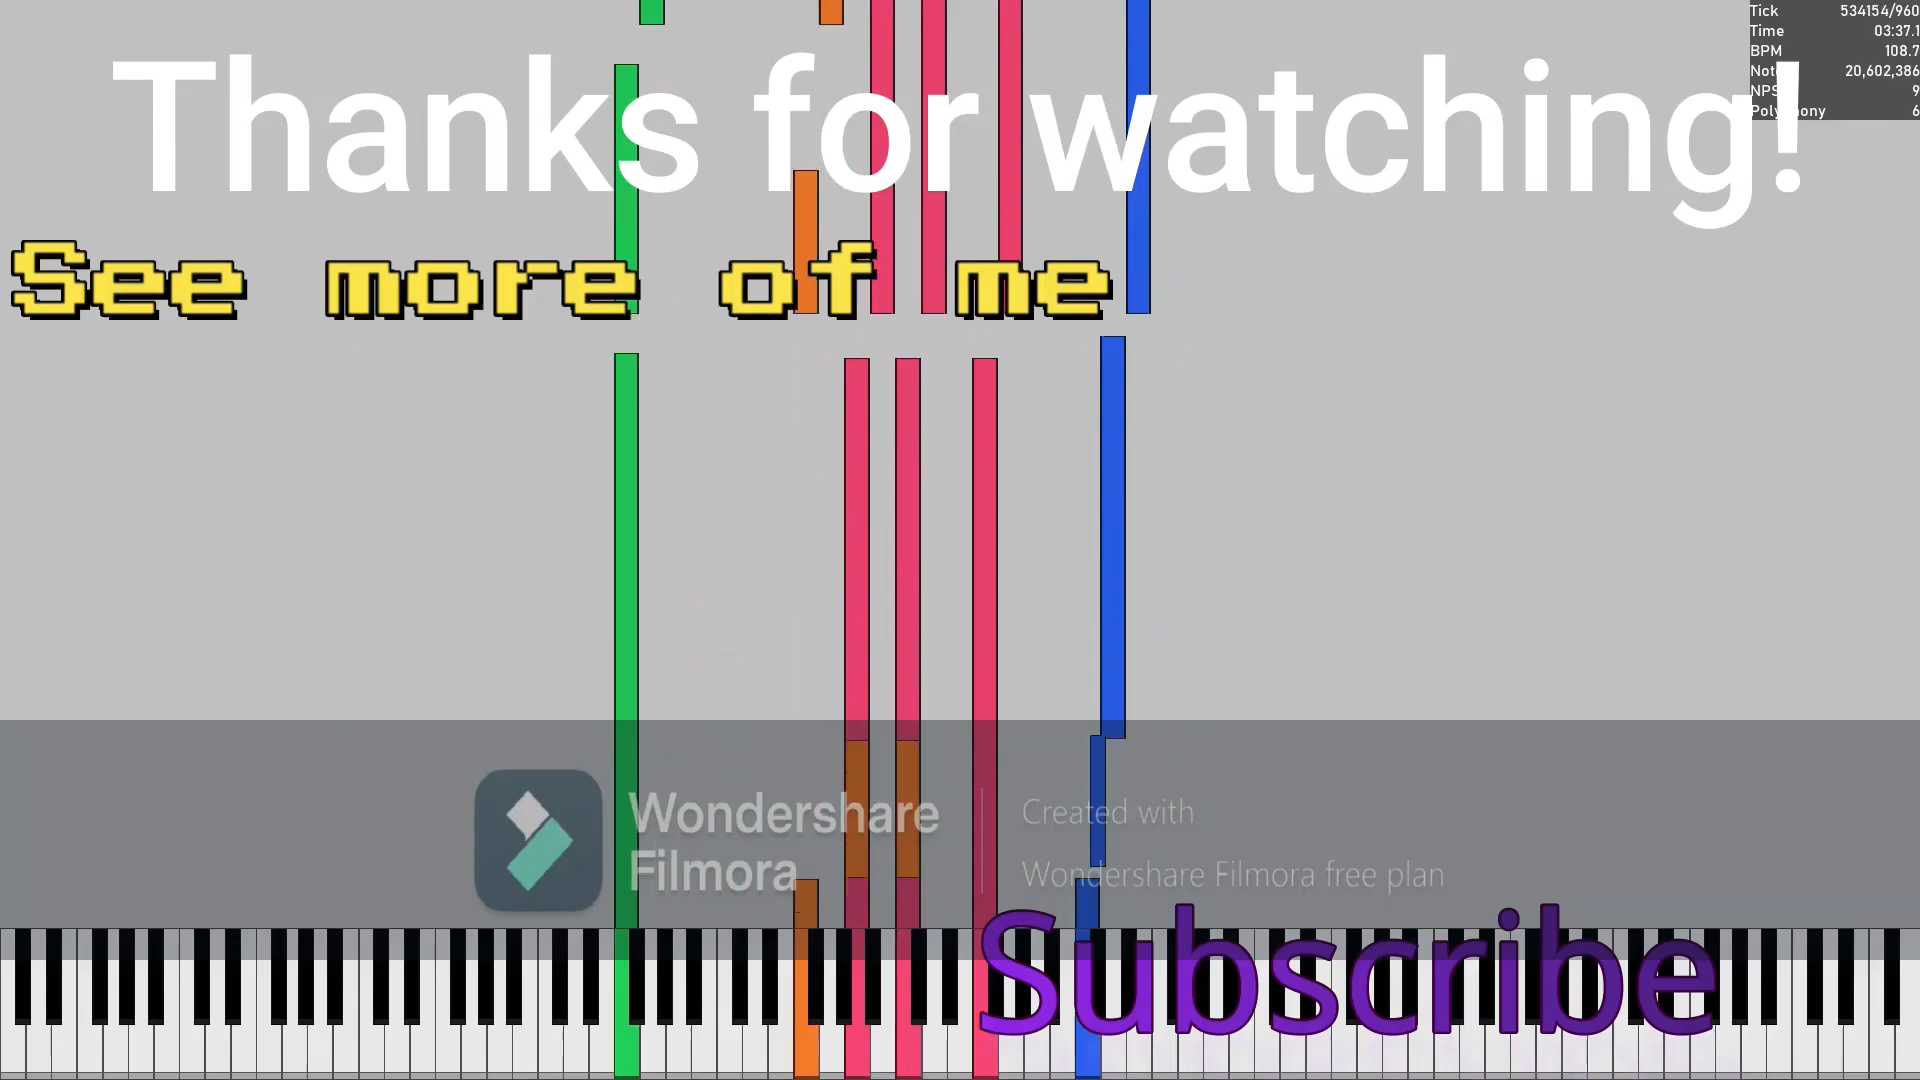 Tick 534154/960
Time 03:37.1
BPM 108.7
20,602,386
NPS 9
6
Thanks for watching!
See more of me
Wondershare
Filmora
Created with
Wondershare Filmora free plan
Subscribe